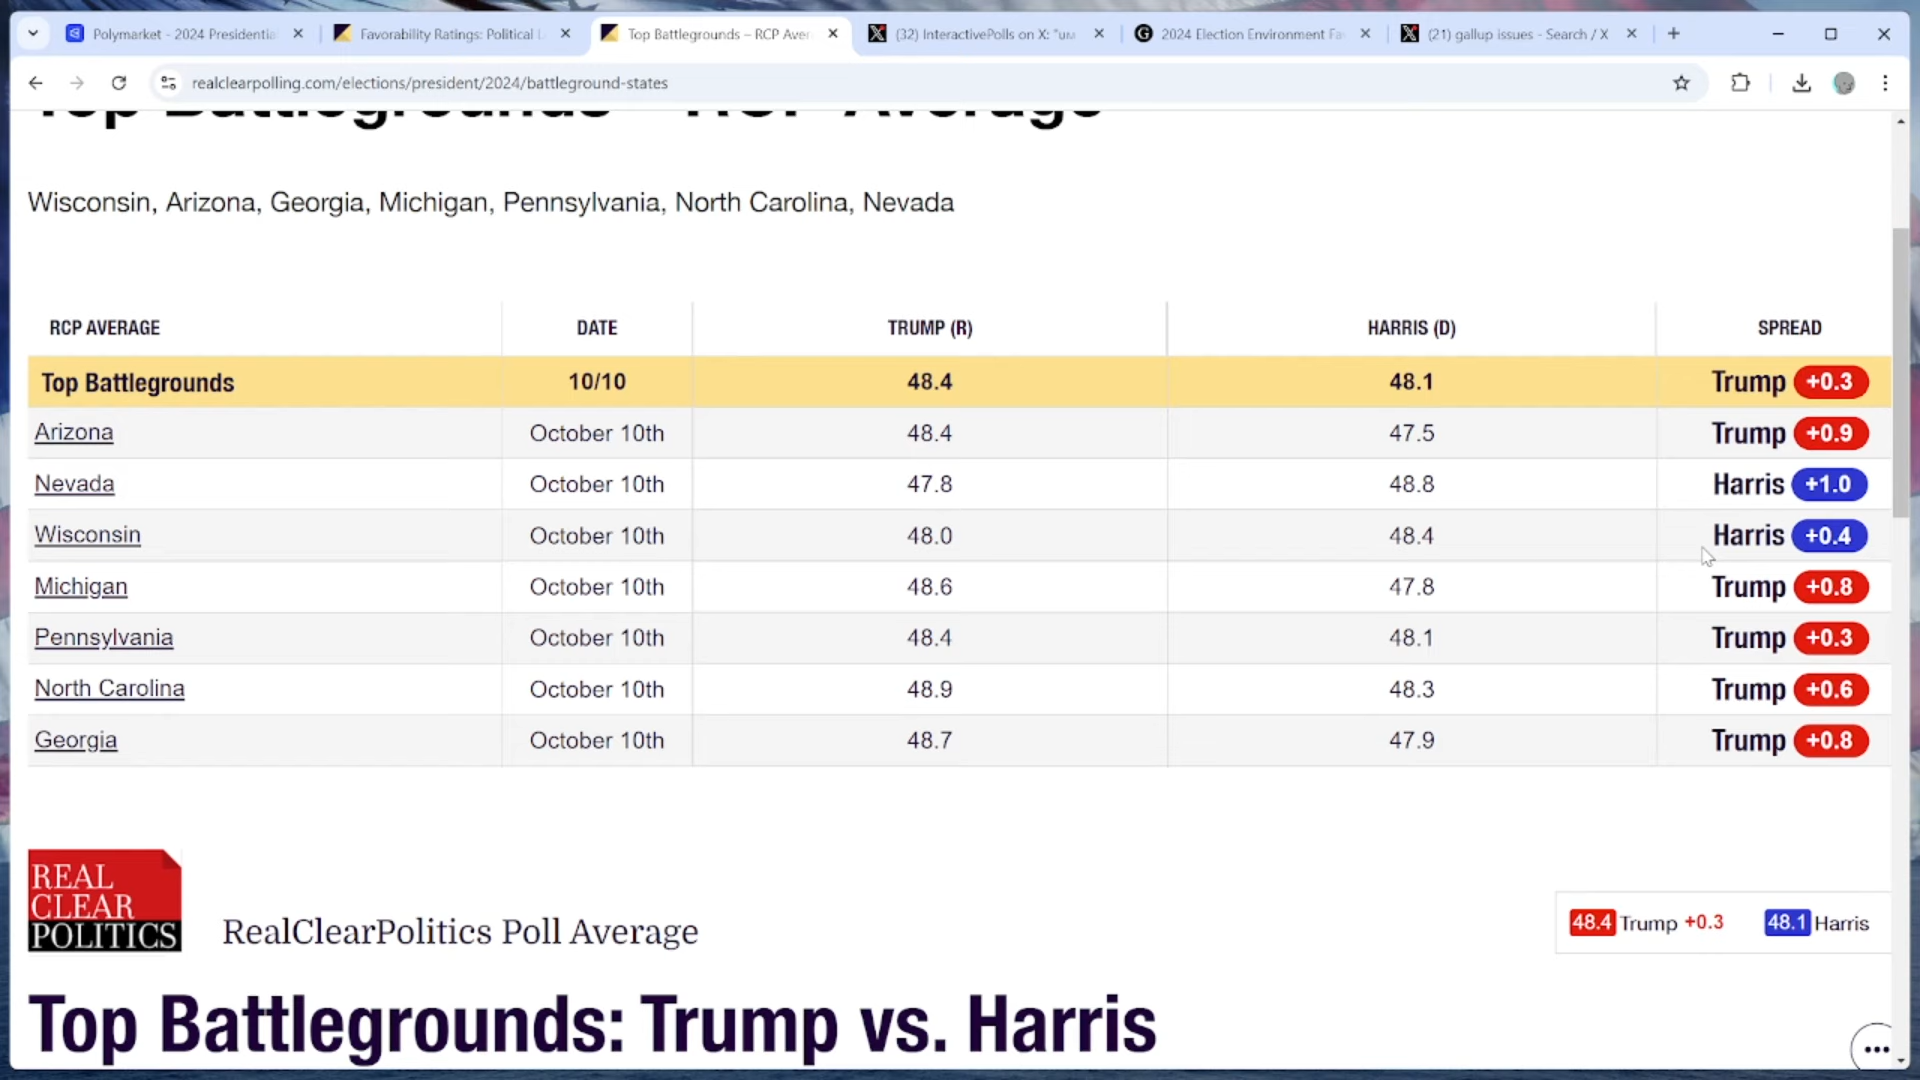 Polymarket - 2024 Presidentia
Favorability Ratings: Political L
Top Battlegrounds – RCP Aver
(32) InteractivePolls on X: "ᴜᴍ
2024 Election Environment Fav
(21) gallup issues - Search / X
realclearpolling.com/elections/president/2024/battleground-states
Top Battlegrounds – RCP Average
Wisconsin, Arizona, Georgia, Michigan, Pennsylvania, North Carolina, Nevada
RCP AVERAGE DATE TRUMP (R) HARRIS (D) SPREAD
Top Battlegrounds 10/10 48.4 48.1 Trump +0.3
Arizona October 10th 48.4 47.5 Trump +0.9
Nevada October 10th 47.8 48.8 Harris +1.0
Wisconsin October 10th 48.0 48.4 Harris +0.4
Michigan October 10th 48.6 47.8 Trump +0.8
Pennsylvania October 10th 48.4 48.1 Trump +0.3
North Carolina October 10th 48.9 48.3 Trump +0.6
Georgia October 10th 48.7 47.9 Trump +0.8
REAL
CLEAR
POLITICS
RealClearPolitics Poll Average
48.4 Trump +0.3 48.1 Harris
Top Battlegrounds: Trump vs. Harris